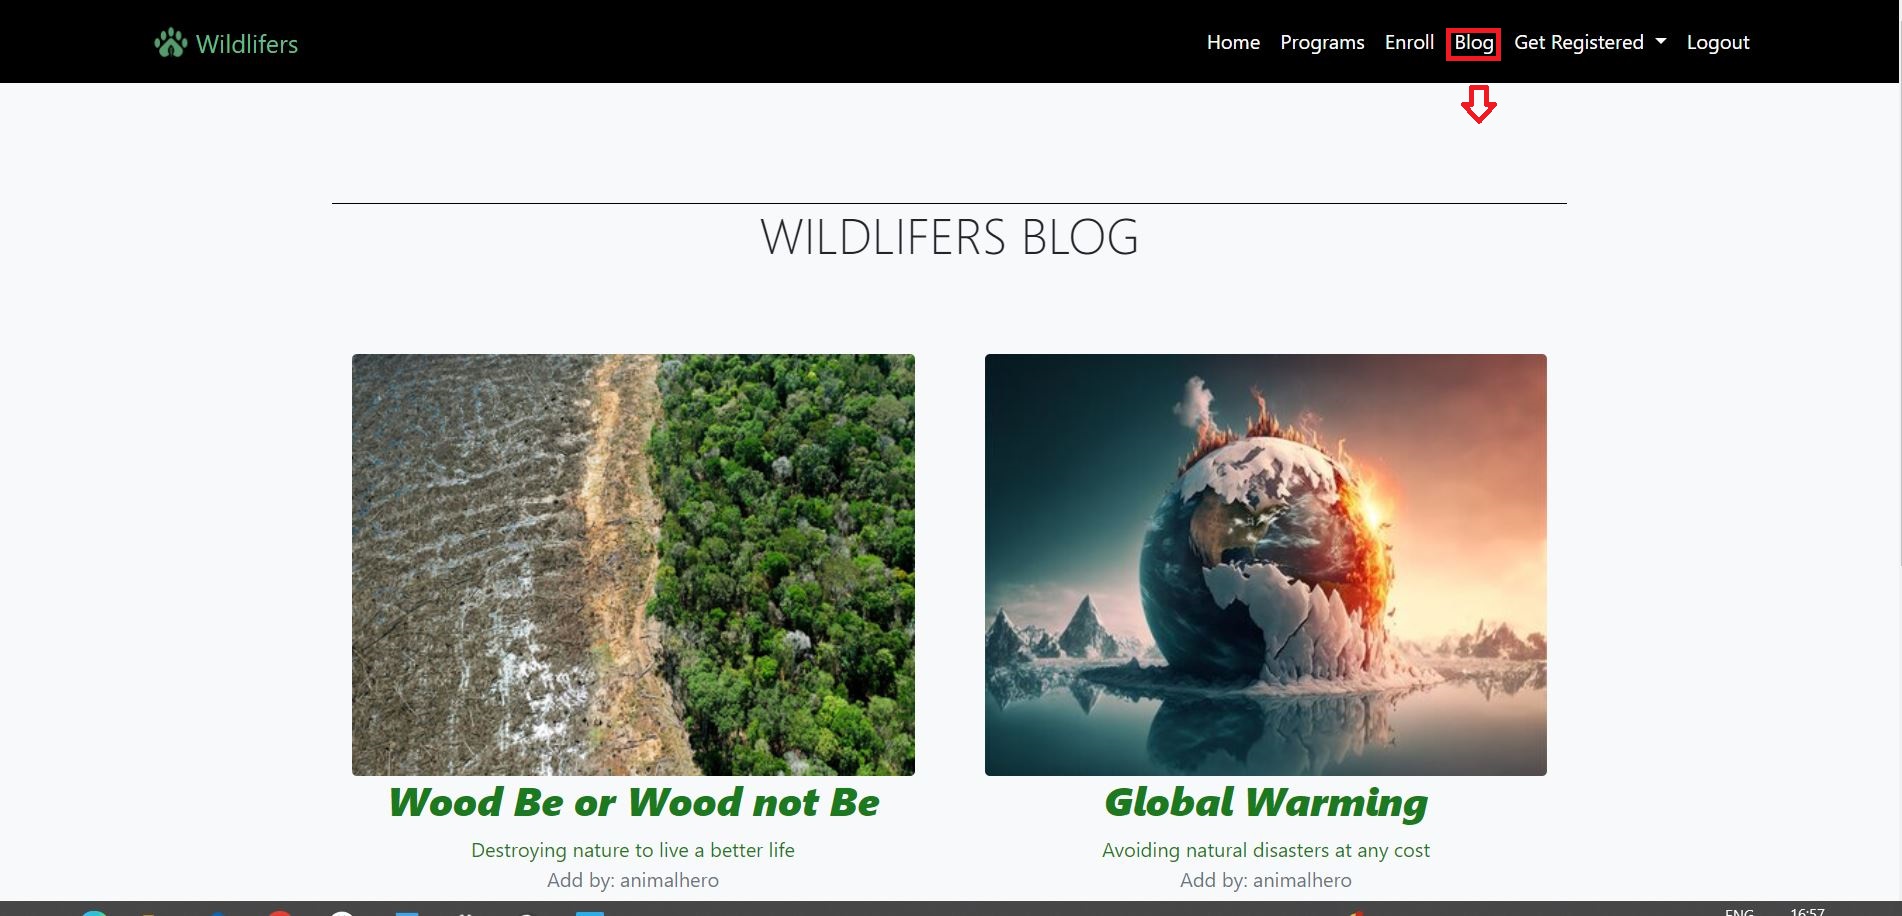 Wildlifers
Home Programs Enroll Blog Get Registered Logout
WILDLIFERS BLOG
Wood Be or Wood not Be
Destroying nature to live a better life
Add by: animalhero
Global Warming
Avoiding natural disasters at any cost
Add by: animalhero
ENG 16:57